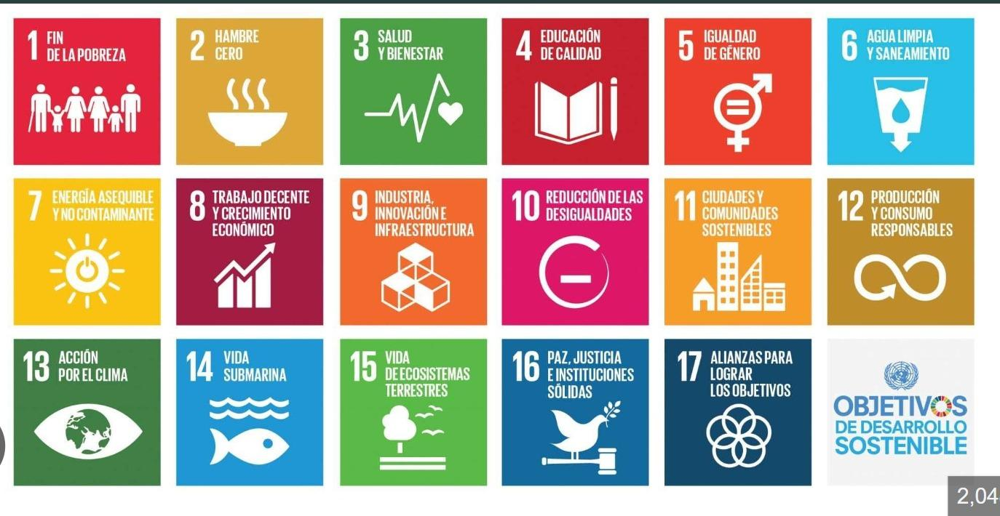 1 FIN
DE LA POBREZA
2 HAMBRE
CERO
3 SALUD
Y BIENESTAR
4 EDUCACIÓN
DE CALIDAD
5 IGUALDAD
DE GÉNERO
6 AGUA LIMPIA
Y SANEAMIENTO
7 ENERGÍA ASEQUIBLE
Y NO CONTAMINANTE
8 TRABAJO DECENTE
Y CRECIMIENTO
ECONÓMICO
9 INDUSTRIA,
INNOVACIÓN E
INFRAESTRUCTURA
10 REDUCCIÓN DE LAS
DESIGUALDADES
11 CIUDADES Y
COMUNIDADES
SOSTENIBLES
12 PRODUCCIÓN
Y CONSUMO
RESPONSABLES
13 ACCIÓN
POR EL CLIMA
14 VIDA
SUBMARINA
15 VIDA
DE ECOSISTEMAS
TERRESTRES
16 PAZ, JUSTICIA
E INSTITUCIONES
SÓLIDAS
17 ALIANZAS PARA
LOGRAR
LOS OBJETIVOS
OBJETIVOS
DE DESARROLLO
SOSTENIBLE